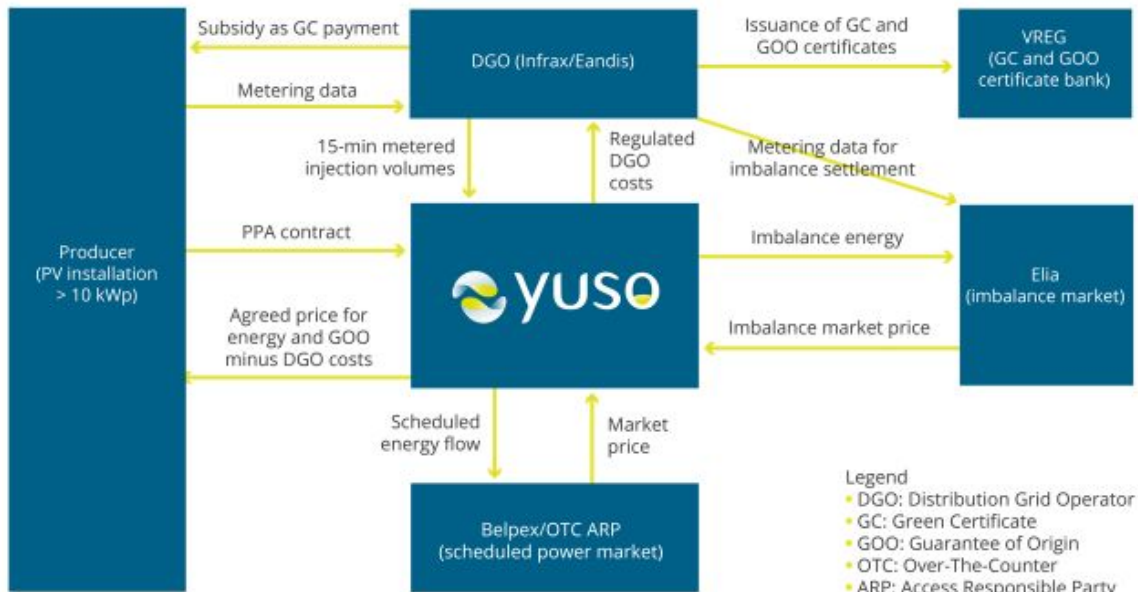 Subsidy as GC payment
Metering data
DGO (Infrax/Eandis)
Issuance of GC and
GOO certificates
VREG
(GC and GOO
certificate bank)
15-min metered
injection volumes
Regulated
DGO
costs
Metering data for
imbalance settlement
Producer
(PV installation
> 10 kWp)
PPA contract
Agreed price for
energy and GOO
minus DGO costs
yuso
Imbalance energy
Imbalance market price
Elia
(imbalance market)
Scheduled
energy flow
Market
price
Belpex/OTC ARP
(scheduled power market)
Legend
• DGO: Distribution Grid Operator
• GC: Green Certificate
• GOO: Guarantee of Origin
• OTC: Over-The-Counter
• ARP: Access Responsible Party